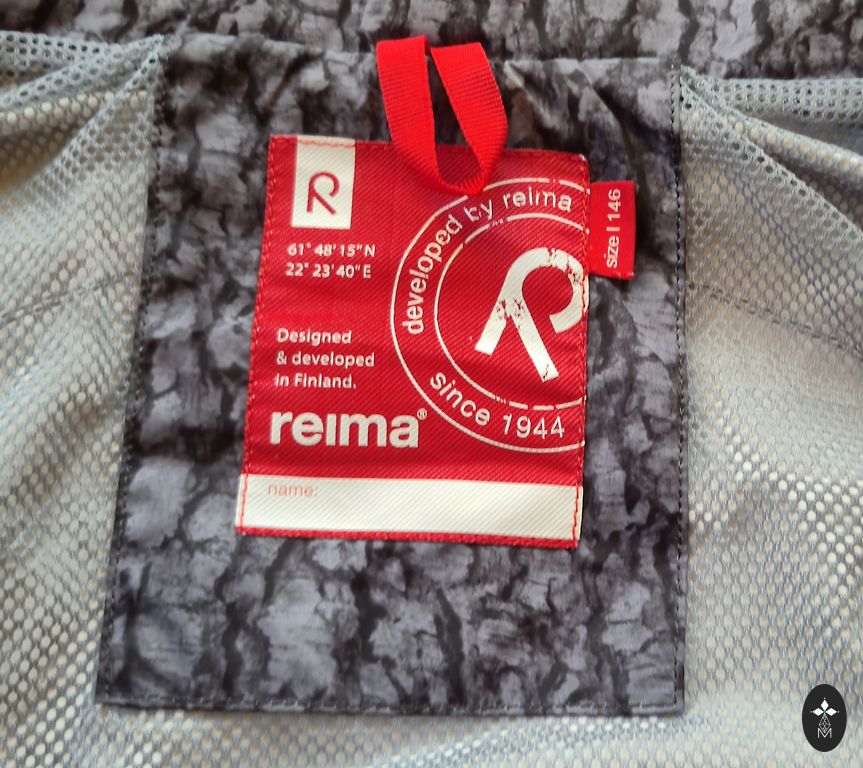 R
61° 48' 15" N
22° 23' 40" E
Designed
& developed
in Finland.
reima®
name:
developed by reima
R
since 1944
size | 146
M